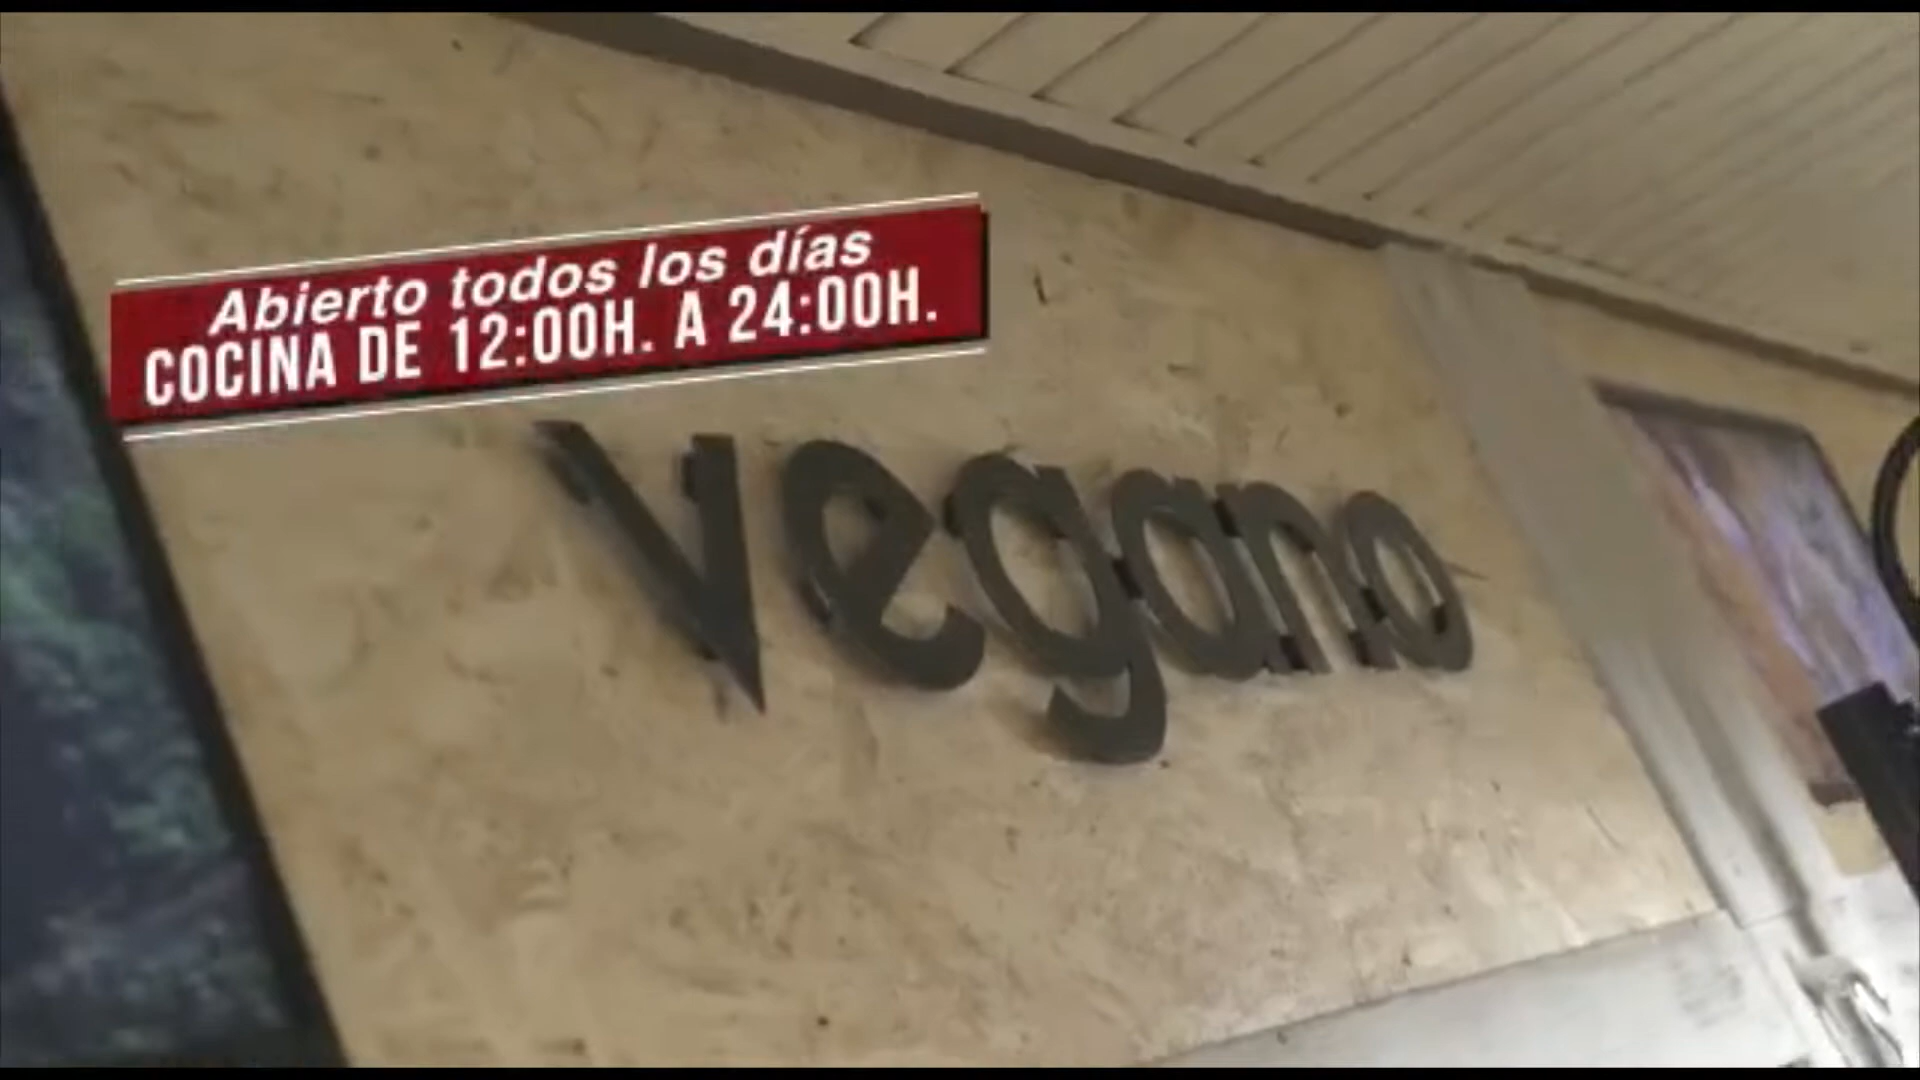 Abierto todos los días
COCINA DE 12:00H. A 24:00H.
vegano